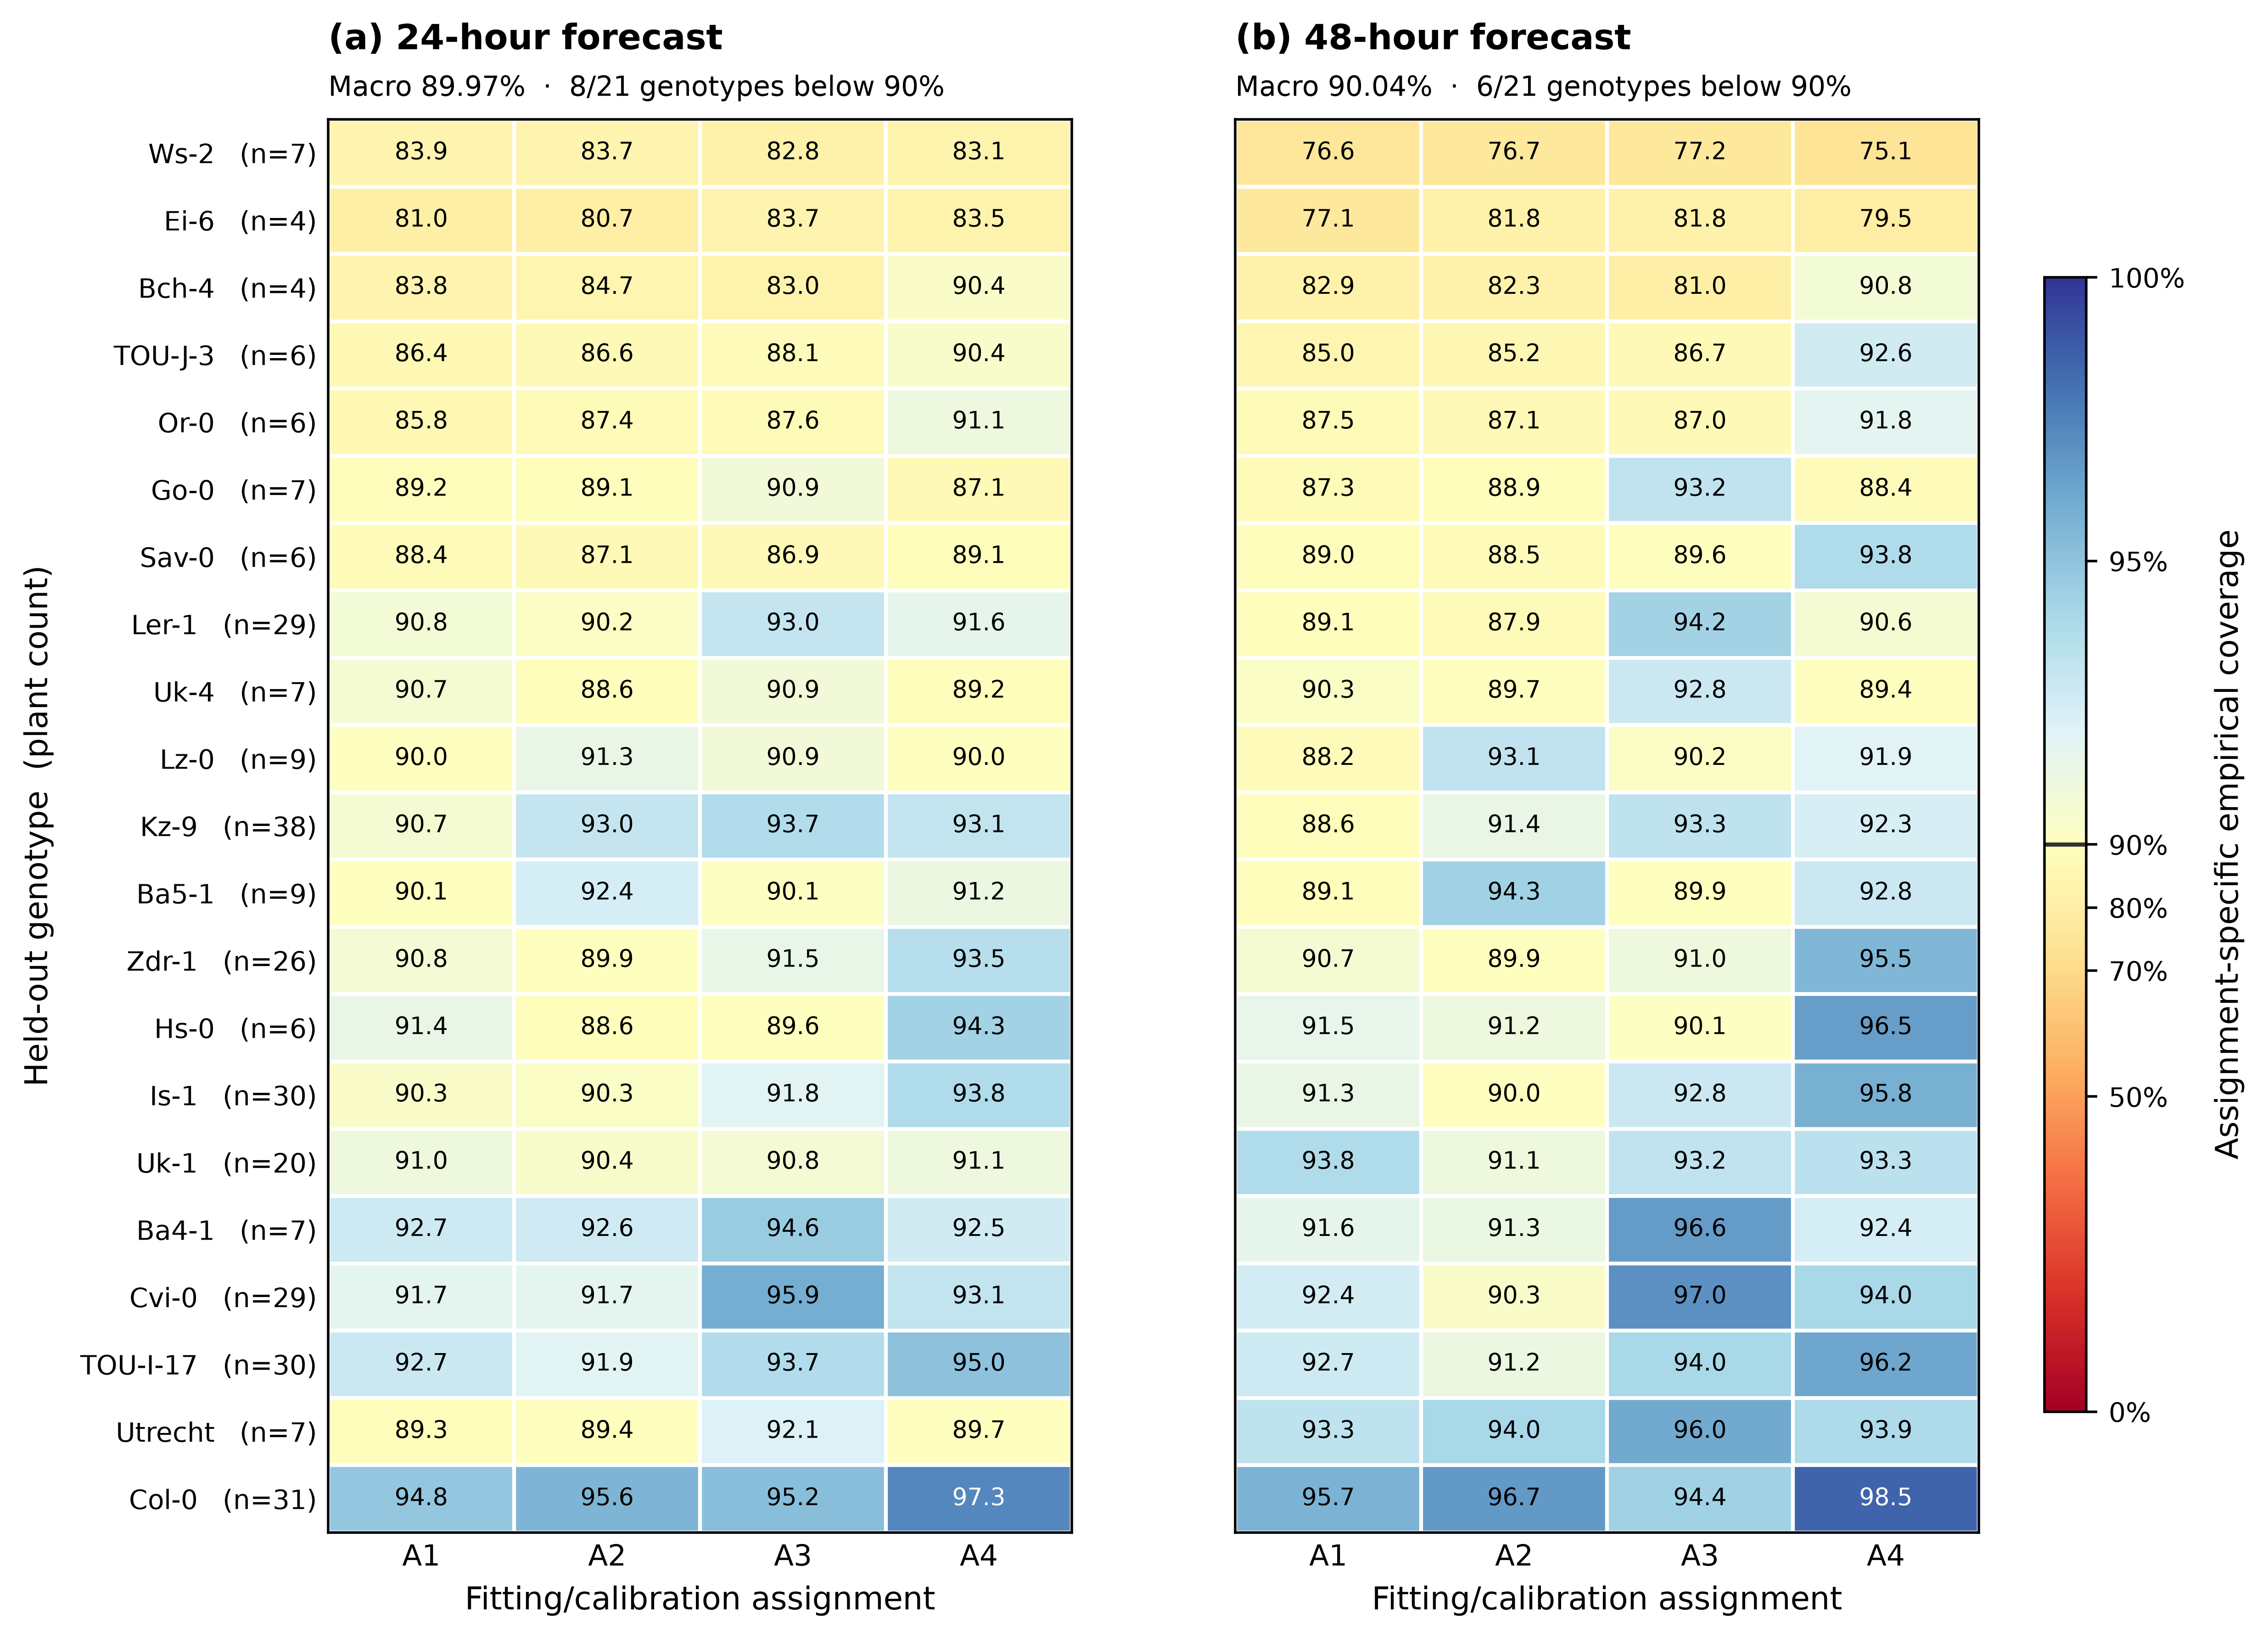 (a) 24-hour forecast
Macro 89.97% · 8/21 genotypes below 90%
(b) 48-hour forecast
Macro 90.04% · 6/21 genotypes below 90%
Held-out genotype (plant count)
Ws-2 (n=7) 83.9 83.7 82.8 83.1 76.6 76.7 77.2 75.1
Ei-6 (n=4) 81.0 80.7 83.7 83.5 77.1 81.8 81.8 79.5
Bch-4 (n=4) 83.8 84.7 83.0 90.4 82.9 82.3 81.0 90.8
TOU-J-3 (n=6) 86.4 86.6 88.1 90.4 85.0 85.2 86.7 92.6
Or-0 (n=6) 85.8 87.4 87.6 91.1 87.5 87.1 87.0 91.8
Go-0 (n=7) 89.2 89.1 90.9 87.1 87.3 88.9 93.2 88.4
Sav-0 (n=6) 88.4 87.1 86.9 89.1 89.0 88.5 89.6 93.8
Ler-1 (n=29) 90.8 90.2 93.0 91.6 89.1 87.9 94.2 90.6
Uk-4 (n=7) 90.7 88.6 90.9 89.2 90.3 89.7 92.8 89.4
Lz-0 (n=9) 90.0 91.3 90.9 90.0 88.2 93.1 90.2 91.9
Kz-9 (n=38) 90.7 93.0 93.7 93.1 88.6 91.4 93.3 92.3
Ba5-1 (n=9) 90.1 92.4 90.1 91.2 89.1 94.3 89.9 92.8
Zdr-1 (n=26) 90.8 89.9 91.5 93.5 90.7 89.9 91.0 95.5
Hs-0 (n=6) 91.4 88.6 89.6 94.3 91.5 91.2 90.1 96.5
Is-1 (n=30) 90.3 90.3 91.8 93.8 91.3 90.0 92.8 95.8
Uk-1 (n=20) 91.0 90.4 90.8 91.1 93.8 91.1 93.2 93.3
Ba4-1 (n=7) 92.7 92.6 94.6 92.5 91.6 91.3 96.6 92.4
Cvi-0 (n=29) 91.7 91.7 95.9 93.1 92.4 90.3 97.0 94.0
TOU-I-17 (n=30) 92.7 91.9 93.7 95.0 92.7 91.2 94.0 96.2
Utrecht (n=7) 89.3 89.4 92.1 89.7 93.3 94.0 96.0 93.9
Col-0 (n=31) 94.8 95.6 95.2 97.3 95.7 96.7 94.4 98.5
A1 A2 A3 A4 A1 A2 A3 A4
Fitting/calibration assignment
Fitting/calibration assignment
100%
95%
90%
80%
70%
50%
0%
Assignment-specific empirical coverage